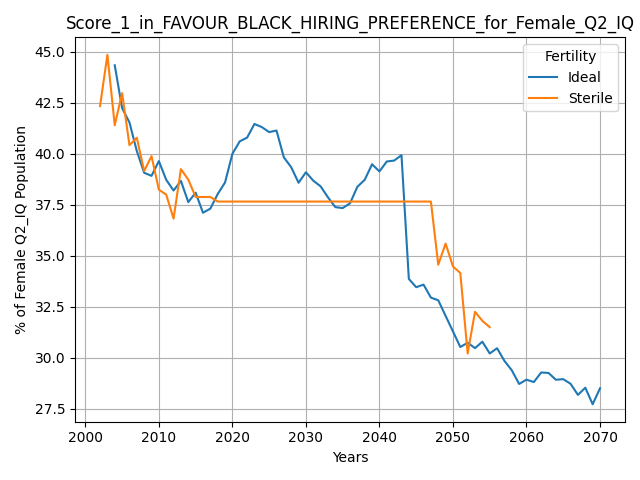 Score_1_in_FAVOUR_BLACK_HIRING_PREFERENCE_for_Female_Q2_IQ
Fertility
Ideal
Sterile
% of Female Q2_IQ Population
45.0
42.5
40.0
37.5
35.0
32.5
30.0
27.5
2000 2010 2020 2030 2040 2050 2060 2070
Years